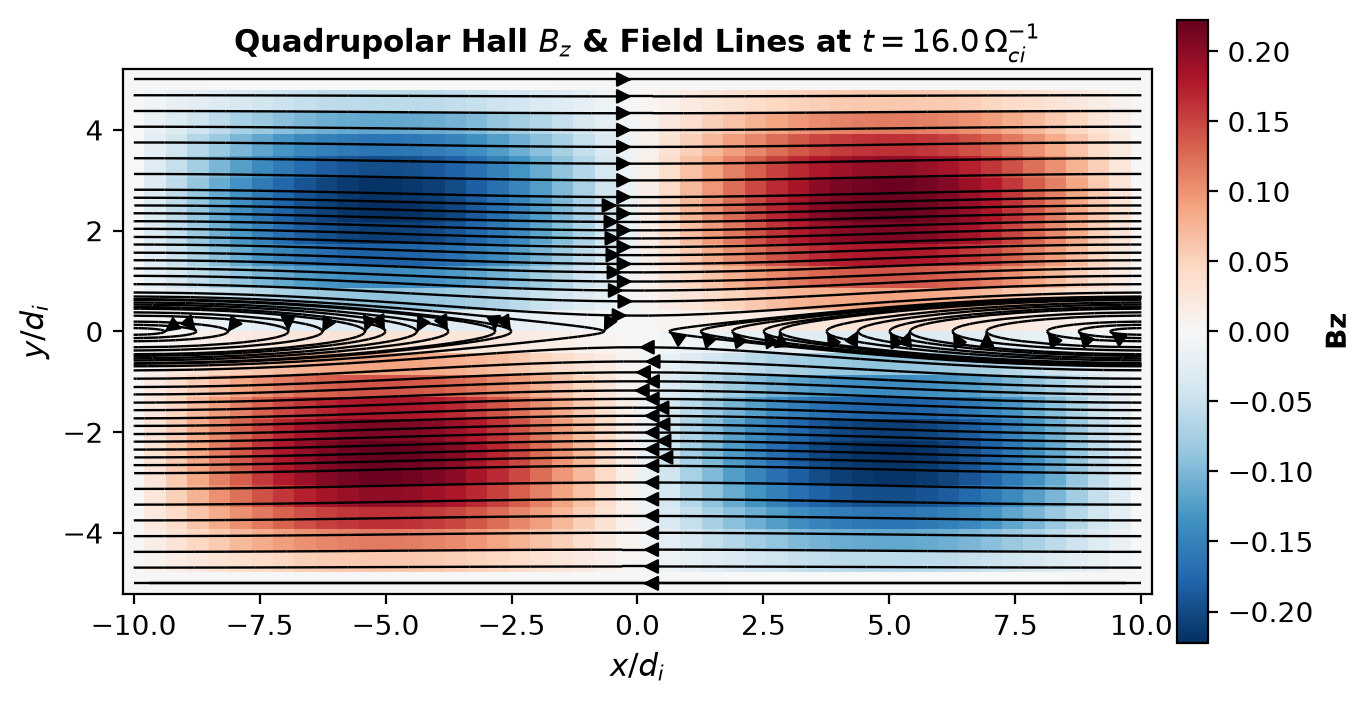 Quadrupolar Hall $B_z$ & Field Lines at $t = 16.0\,\Omega_{ci}^{-1}$
0.20
0.15
0.10
0.05
0.00
−0.05
−0.10
−0.15
−0.20
Bz
4
2
0
−2
−4
$y/d_i$
−10.0 −7.5 −5.0 −2.5 0.0 2.5 5.0 7.5 10.0
$x/d_i$